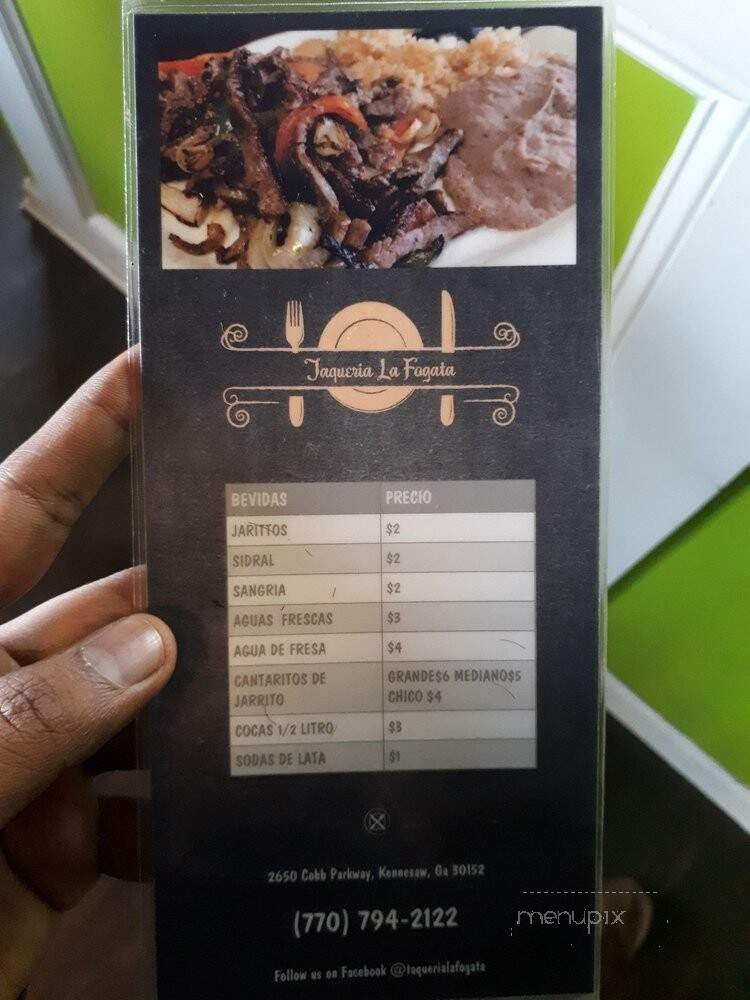 Taqueria La Fogata
BEVIDAS PRECIO
JARITTOS $2
SIDRAL $2
SANGRIA $2
AGUAS FRESCAS $3
AGUA DE FRESA $4
CANTARITOS DE JARRITO GRANDE$6 MEDIANO$5 CHICO $4
COCAS 1/2 LITRO $3
SODAS DE LATA $1
2650 Cobb Parkway, Kennesaw, Ga 30152
(770) 794-2122
menupix
Follow us on Facebook @taquerialafogata